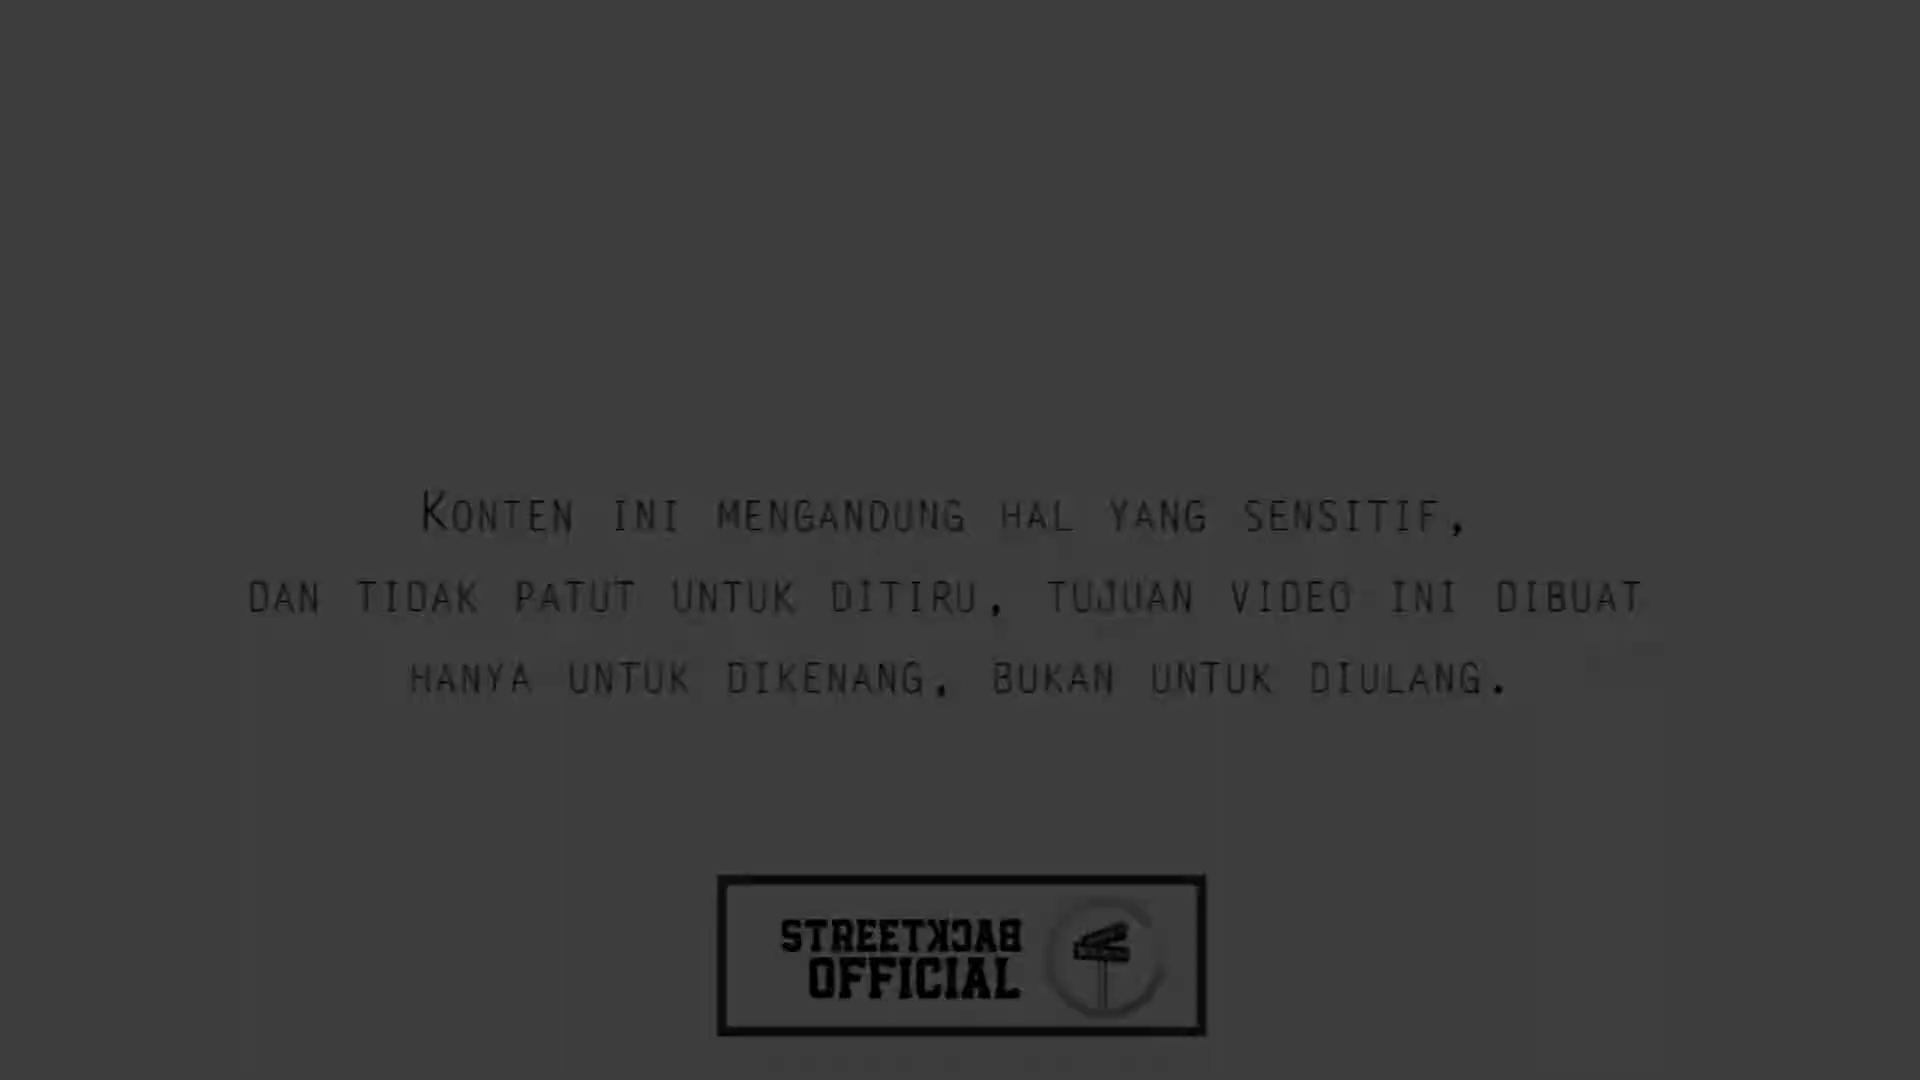 Konten ini mengandung hal yang sensitif,
dan tidak patut untuk ditiru, tujuan video ini dibuat
hanya untuk dikenang, bukan untuk diulang.
STREETKCAB
OFFICIAL